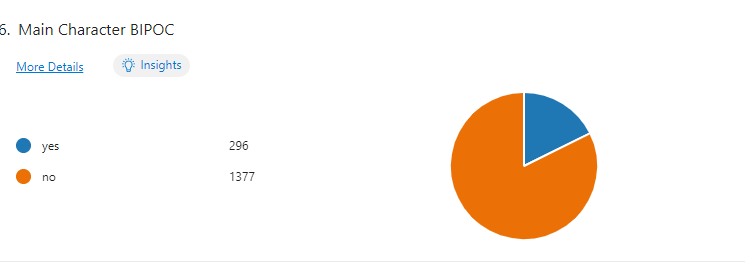 6. Main Character BIPOC
More Details
Insights
yes 296
no 1377